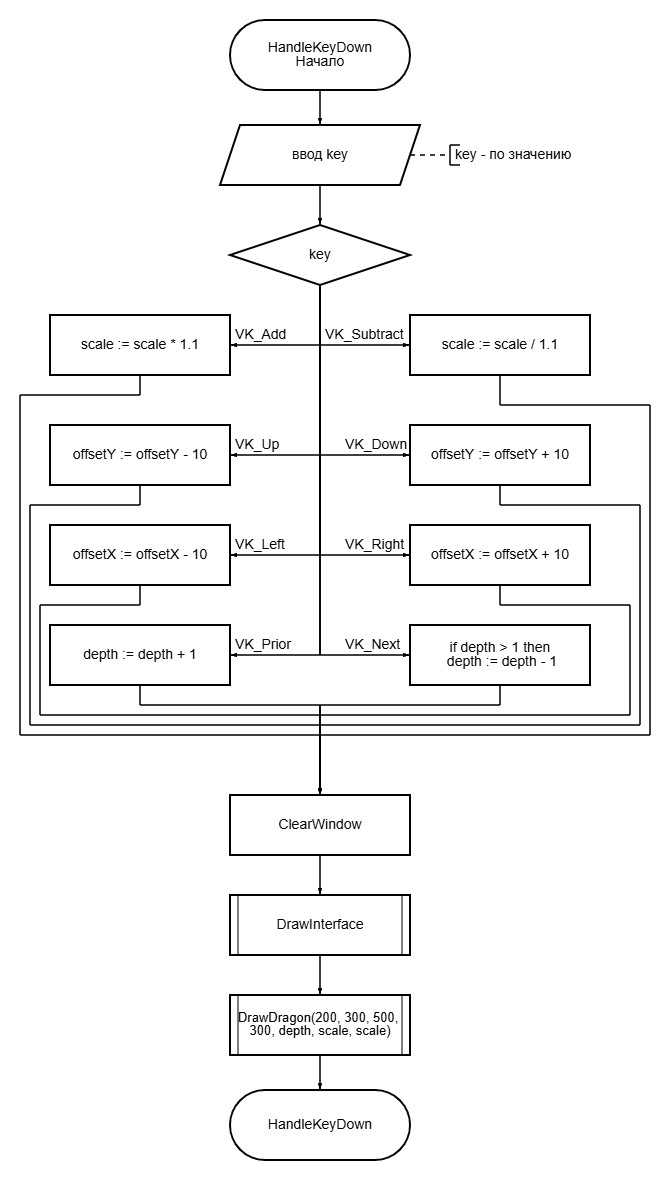 HandleKeyDown
Начало
ввод key
key - по значению
key
VK_Add
VK_Subtract
scale := scale * 1.1
scale := scale / 1.1
VK_Up
VK_Down
offsetY := offsetY - 10
offsetY := offsetY + 10
VK_Left
VK_Right
offsetX := offsetX - 10
offsetX := offsetX + 10
VK_Prior
VK_Next
depth := depth + 1
if depth > 1 then
depth := depth - 1
ClearWindow
DrawInterface
DrawDragon(200, 300, 500,
300, depth, scale, scale)
HandleKeyDown